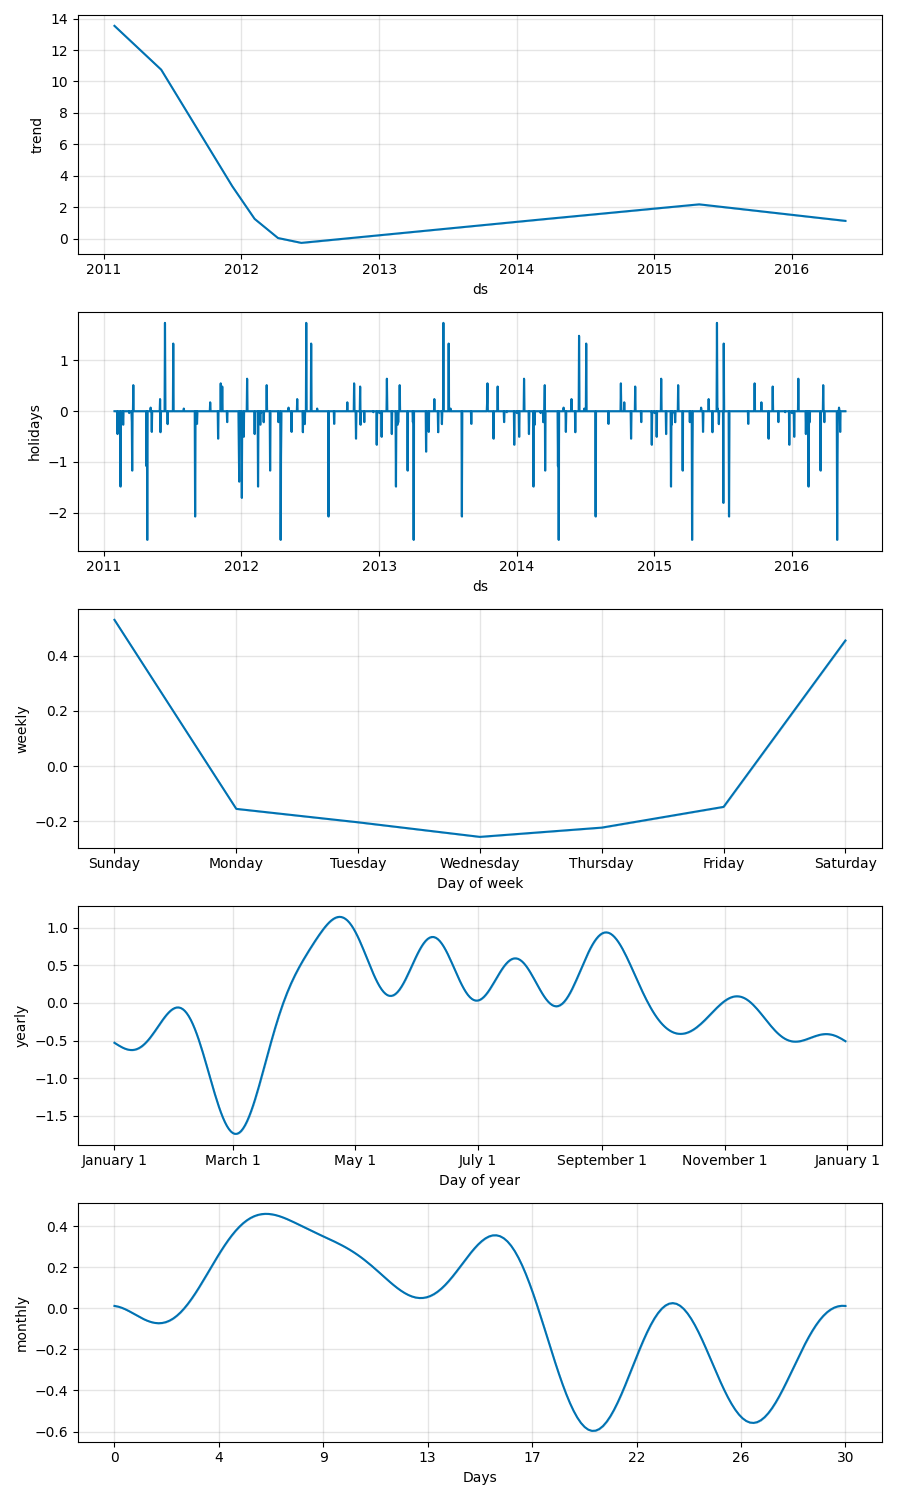 14
12
10
8
6
4
2
0
trend
2011 2012 2013 2014 2015 2016
ds
1
0
−1
−2
holidays
2011 2012 2013 2014 2015 2016
ds
0.4
0.2
0.0
−0.2
weekly
Sunday Monday Tuesday Wednesday Thursday Friday Saturday
Day of week
1.0
0.5
0.0
−0.5
−1.0
−1.5
yearly
January 1 March 1 May 1 July 1 September 1 November 1 January 1
Day of year
0.4
0.2
0.0
−0.2
−0.4
−0.6
monthly
0 4 9 13 17 22 26 30
Days